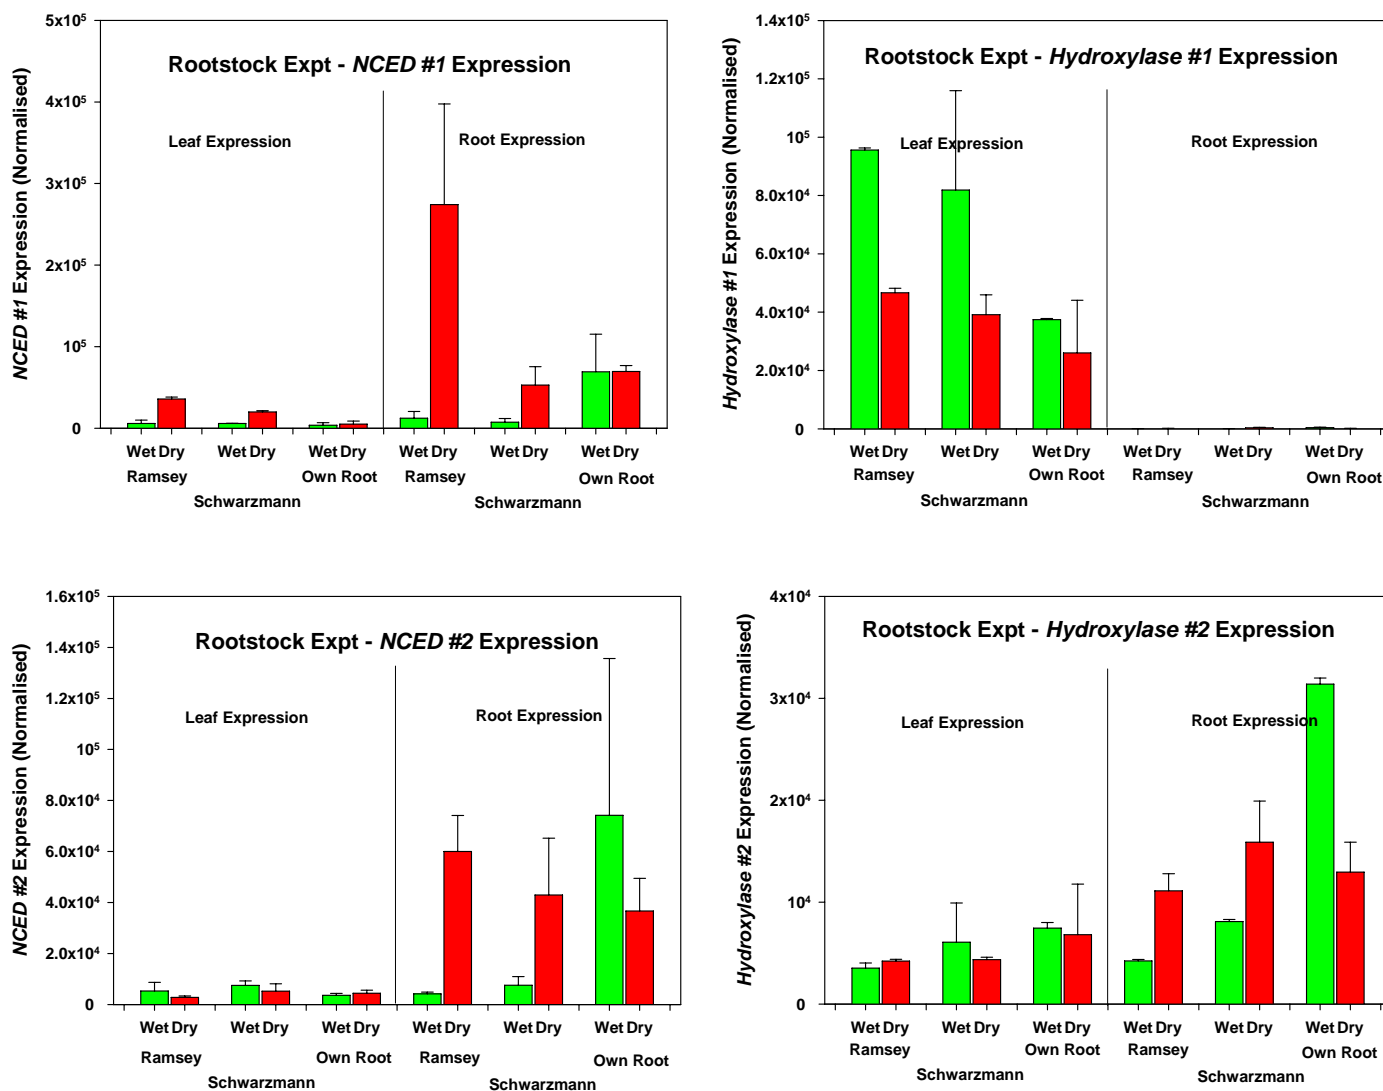 NCED #1 Expression (Normalised)
5x10⁵
4x10⁵
3x10⁵
2x10⁵
10⁵
0
Rootstock Expt - NCED #1 Expression
Leaf Expression
Root Expression
Wet Dry Wet Dry Wet Dry Wet Dry Wet Dry Wet Dry
Ramsey Own Root Ramsey Own Root
Schwarzmann Schwarzmann
Hydroxylase #1 Expression (Normalised)
1.4x10⁵
1.2x10⁵
10⁵
8.0x10⁴
6.0x10⁴
4.0x10⁴
2.0x10⁴
0
Rootstock Expt - Hydroxylase #1 Expression
Leaf Expression
Root Expression
Wet Dry Wet Dry Wet Dry Wet Dry Wet Dry Wet Dry
Ramsey Own Root Ramsey Own Root
Schwarzmann Schwarzmann
NCED #2 Expression (Normalised)
1.6x10⁵
1.4x10⁵
1.2x10⁵
10⁵
8.0x10⁴
6.0x10⁴
4.0x10⁴
2.0x10⁴
0
Rootstock Expt - NCED #2 Expression
Leaf Expression
Root Expression
Wet Dry Wet Dry Wet Dry Wet Dry Wet Dry Wet Dry
Ramsey Own Root Ramsey Own Root
Schwarzmann Schwarzmann
Hydroxylase #2 Expression (Normalised)
4x10⁴
3x10⁴
2x10⁴
10⁴
0
Rootstock Expt - Hydroxylase #2 Expression
Leaf Expression
Root Expression
Wet Dry Wet Dry Wet Dry Wet Dry Wet Dry Wet Dry
Ramsey Own Root Ramsey Own Root
Schwarzmann Schwarzmann